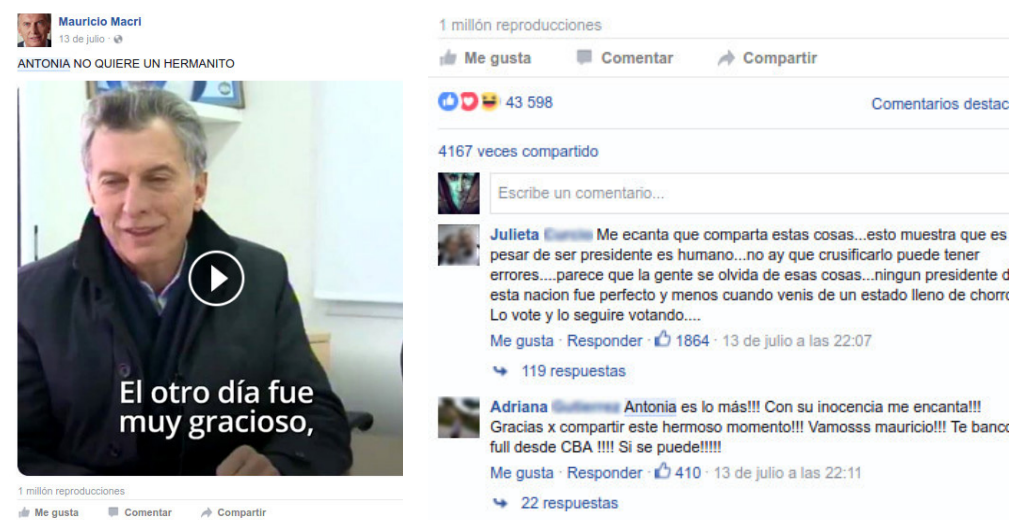 Mauricio Macri
13 de julio ·
ANTONIA NO QUIERE UN HERMANITO
El otro día fue
muy gracioso,
1 millón reproducciones
Me gusta Comentar Compartir
1 millón reproducciones
Me gusta Comentar Compartir
43 598 Comentarios destac
4167 veces compartido
Escribe un comentario...
Julieta Me ecanta que comparta estas cosas...esto muestra que es
pesar de ser presidente es humano...no ay que crusificarlo puede tener
errores....parece que la gente se olvida de esas cosas...ningun presidente d
esta nacion fue perfecto y menos cuando venis de un estado lleno de chorro
Lo vote y lo seguire votando....
Me gusta · Responder · 1864 · 13 de julio a las 22:07
119 respuestas
Adriana Antonia es lo más!!! Con su inocencia me encanta!!!
Gracias x compartir este hermoso momento!!! Vamosss mauricio!!! Te banco
full desde CBA !!!! Si se puede!!!!!
Me gusta · Responder · 410 · 13 de julio a las 22:11
22 respuestas